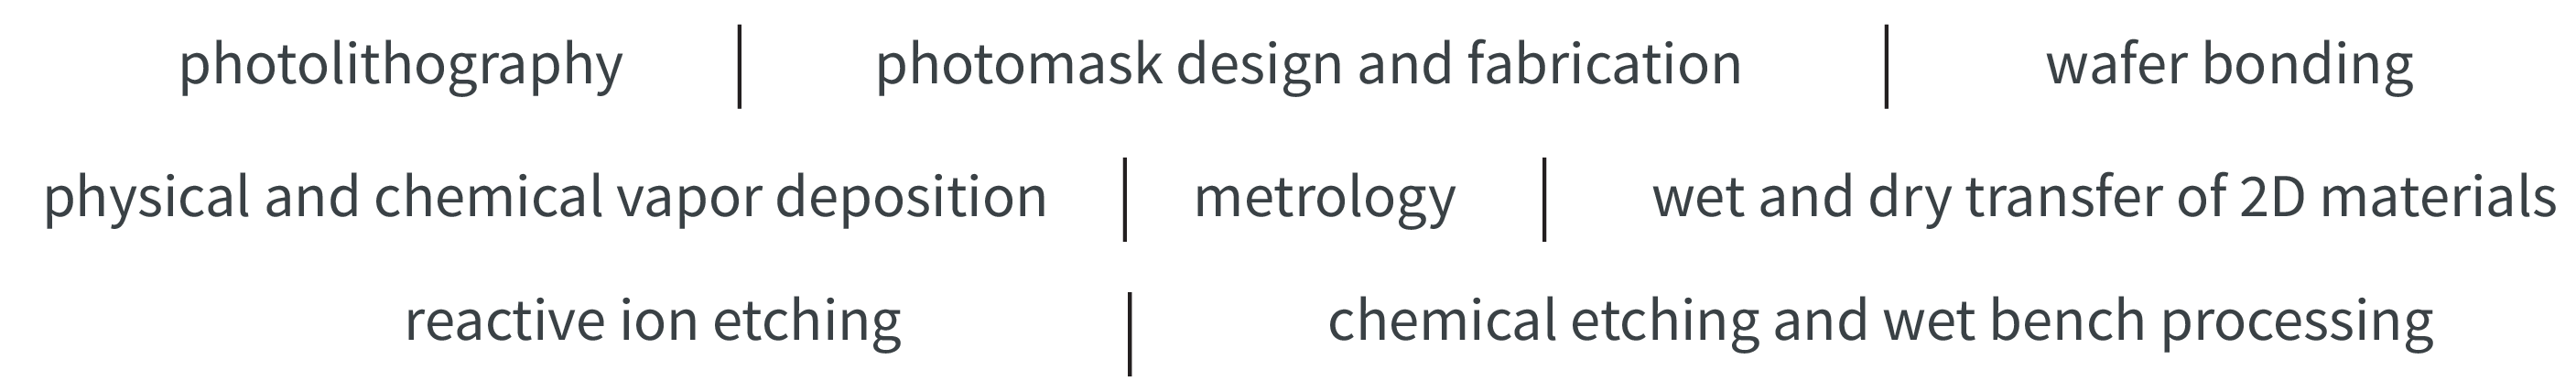 photolithography | photomask design and fabrication | wafer bonding
physical and chemical vapor deposition | metrology | wet and dry transfer of 2D materials
reactive ion etching | chemical etching and wet bench processing